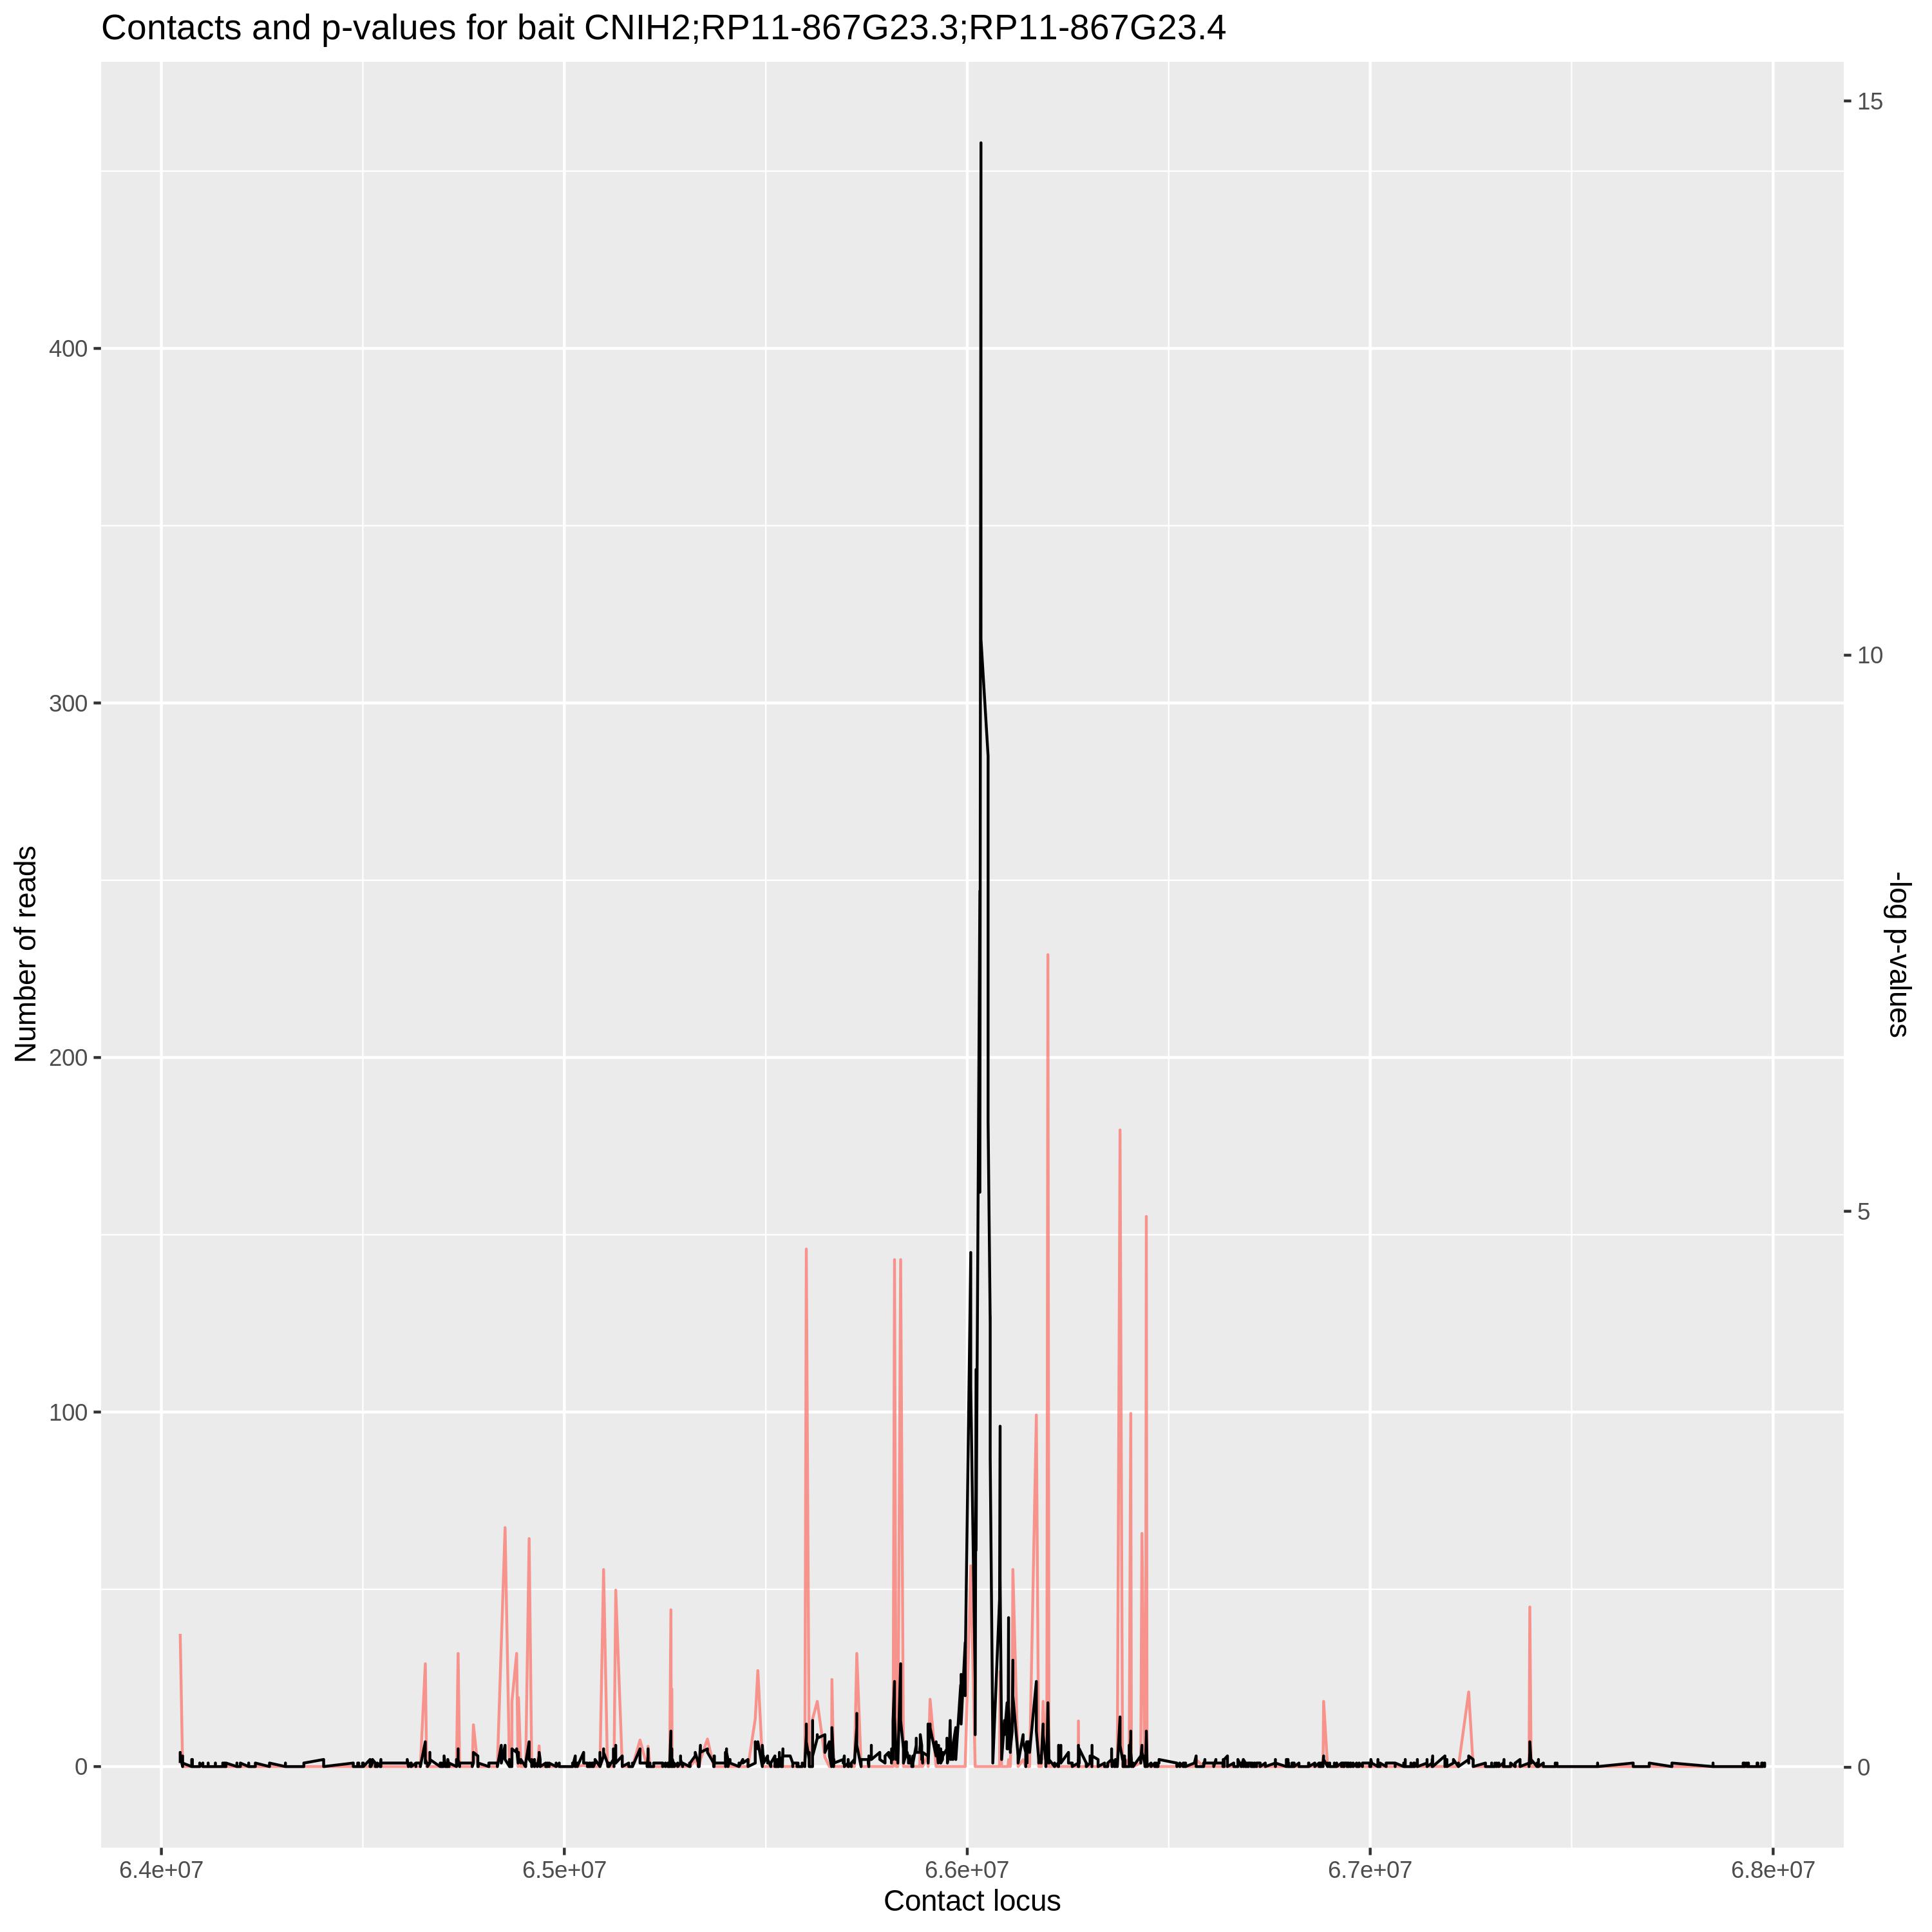 Contacts and p-values for bait CNIH2;RP11-867G23.3;RP11-867G23.4
Number of reads
400
300
200
100
0
15
10
5
0
-log p-values
6.4e+07
6.5e+07
6.6e+07
6.7e+07
6.8e+07
Contact locus